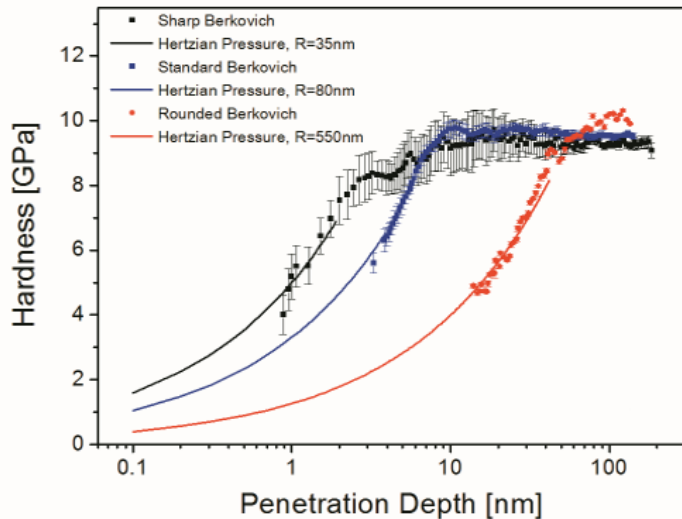 Sharp Berkovich
Hertzian Pressure, R=35nm
Standard Berkovich
Hertzian Pressure, R=80nm
Rounded Berkovich
Hertzian Pressure, R=550nm
12
10
8
6
4
2
0
Hardness [GPa]
0.1 1 10 100
Penetration Depth [nm]